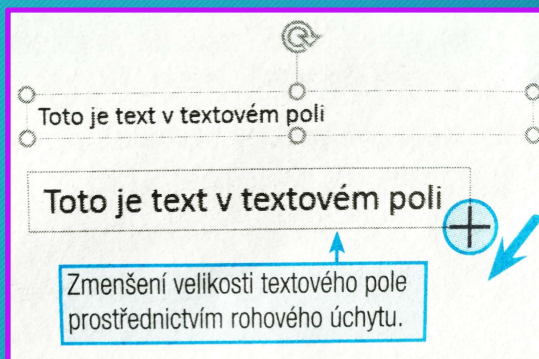 Toto je text v textovém poli
Toto je text v textovém poli
Zmenšení velikosti textového pole
prostřednictvím rohového úchytu.